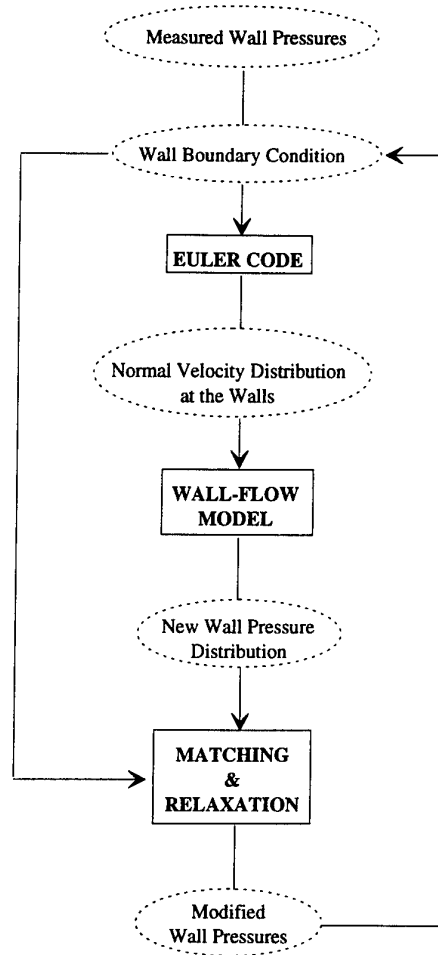 Measured Wall Pressures
Wall Boundary Condition
EULER CODE
Normal Velocity Distribution
at the Walls
WALL-FLOW
MODEL
New Wall Pressure
Distribution
MATCHING
&
RELAXATION
Modified
Wall Pressures